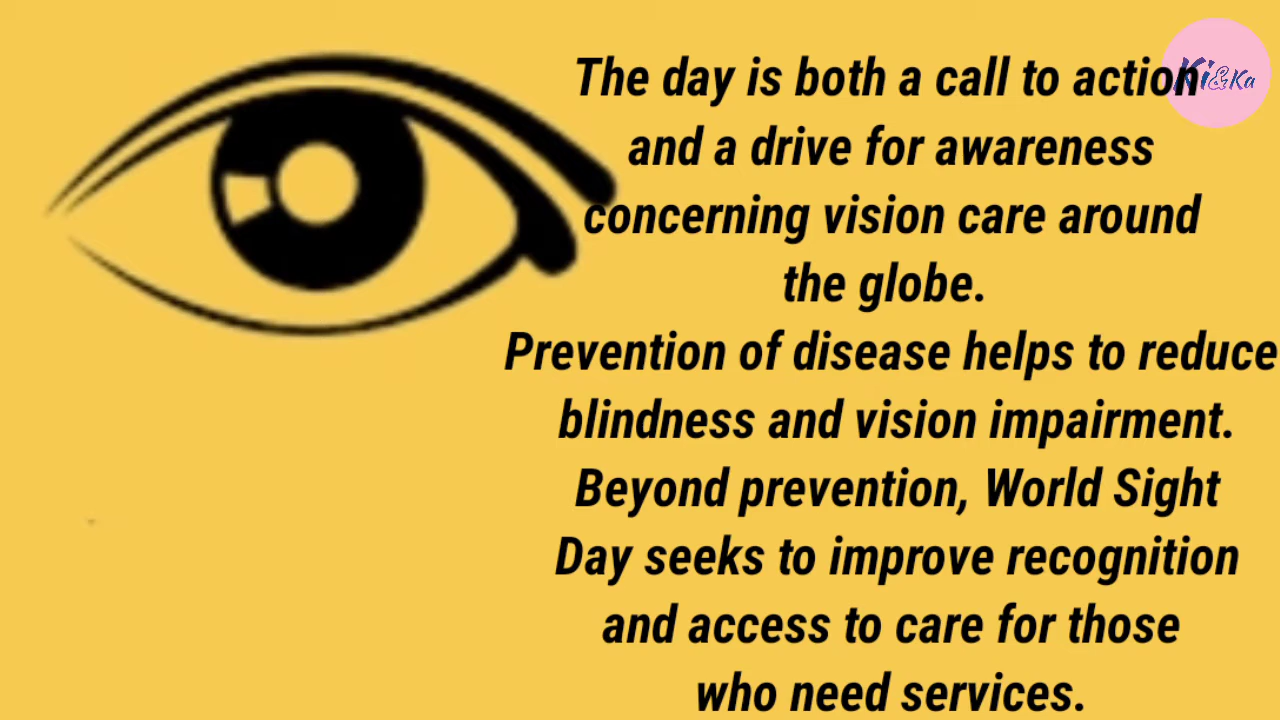 The day is both a call to action
Ki&Ka
and a drive for awareness
concerning vision care around
the globe.
Prevention of disease helps to reduce
blindness and vision impairment.
Beyond prevention, World Sight
Day seeks to improve recognition
and access to care for those
who need services.